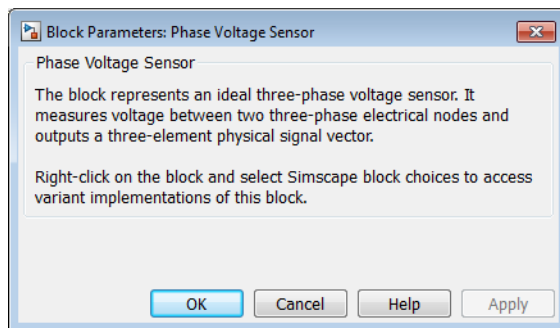 Block Parameters: Phase Voltage Sensor
Phase Voltage Sensor
The block represents an ideal three-phase voltage sensor. It
measures voltage between two three-phase electrical nodes and
outputs a three-element physical signal vector.
Right-click on the block and select Simscape block choices to access
variant implementations of this block.
OK Cancel Help Apply